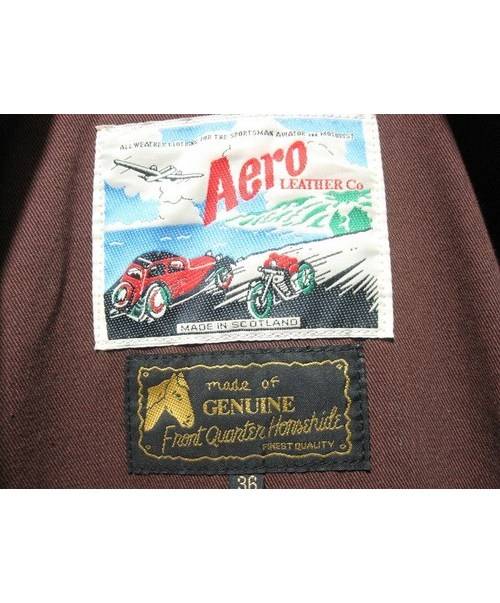 ALL WEATHER CLOTHING FOR THE SPORTSMAN AVIATOR AND MOTORIST
Aero
LEATHER Co
MADE IN SCOTLAND
made of
GENUINE
Front Quarter Horsehide
FINEST QUALITY
36